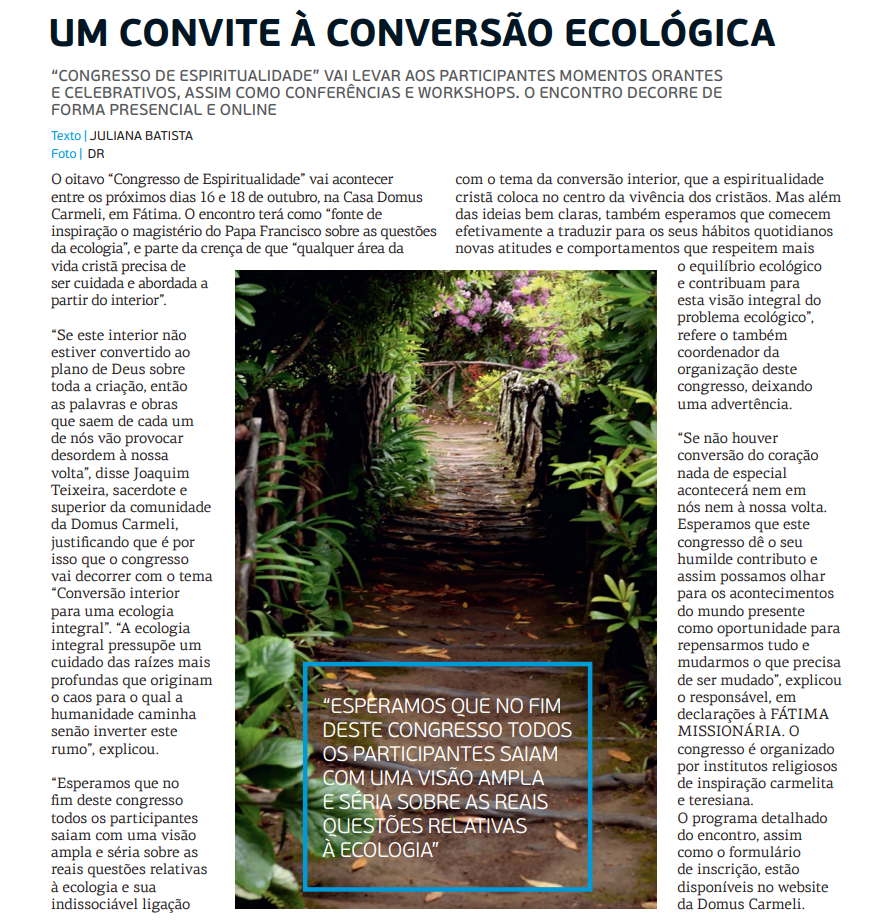 UM CONVITE À CONVERSÃO ECOLÓGICA
“CONGRESSO DE ESPIRITUALIDADE” VAI LEVAR AOS PARTICIPANTES MOMENTOS ORANTES
E CELEBRATIVOS, ASSIM COMO CONFERÊNCIAS E WORKSHOPS. O ENCONTRO DECORRE DE
FORMA PRESENCIAL E ONLINE
Texto | JULIANA BATISTA
Foto | DR
O oitavo “Congresso de Espiritualidade” vai acontecer
entre os próximos dias 16 e 18 de outubro, na Casa Domus
Carmeli, em Fátima. O encontro terá como “fonte de
inspiração o magistério do Papa Francisco sobre as questões
da ecologia”, e parte da crença de que “qualquer área da
vida cristã precisa de
ser cuidada e abordada a
partir do interior”.
“Se este interior não
estiver convertido ao
plano de Deus sobre
toda a criação, então
as palavras e obras
que saem de cada um
de nós vão provocar
desordem à nossa
volta”, disse Joaquim
Teixeira, sacerdote e
superior da comunidade
da Domus Carmeli,
justificando que é por
isso que o congresso
vai decorrer com o tema
“Conversão interior
para uma ecologia
integral”. “A ecologia
integral pressupõe um
cuidado das raízes mais
profundas que originam
o caos para o qual a
humanidade caminha
senão inverter este
rumo”, explicou.
“Esperamos que no
fim deste congresso
todos os participantes
saiam com uma visão
ampla e séria sobre as
reais questões relativas
à ecologia e sua
indissociável ligação
com o tema da conversão interior, que a espiritualidade
cristã coloca no centro da vivência dos cristãos. Mas além
das ideias bem claras, também esperamos que comecem
efetivamente a traduzir para os seus hábitos quotidianos
novas atitudes e comportamentos que respeitem mais
o equilíbrio ecológico
e contribuam para
esta visão integral do
problema ecológico”,
refere o também
coordenador da
organização deste
congresso, deixando
uma advertência.
“Se não houver
conversão do coração
nada de especial
acontecerá nem em
nós nem à nossa volta.
Esperamos que este
congresso dê o seu
humilde contributo e
assim possamos olhar
para os acontecimentos
do mundo presente
como oportunidade para
repensarmos tudo e
mudarmos o que precisa
de ser mudado”, explicou
o responsável, em
declarações à FÁTIMA
MISSIONÁRIA. O
congresso é organizado
por institutos religiosos
de inspiração carmelita
e teresiana.
O programa detalhado
do encontro, assim
como o formulário
de inscrição, estão
disponíveis no website
da Domus Carmeli.
“ESPERAMOS QUE NO FIM
DESTE CONGRESSO TODOS
OS PARTICIPANTES SAIAM
COM UMA VISÃO AMPLA
E SÉRIA SOBRE AS REAIS
QUESTÕES RELATIVAS
À ECOLOGIA”